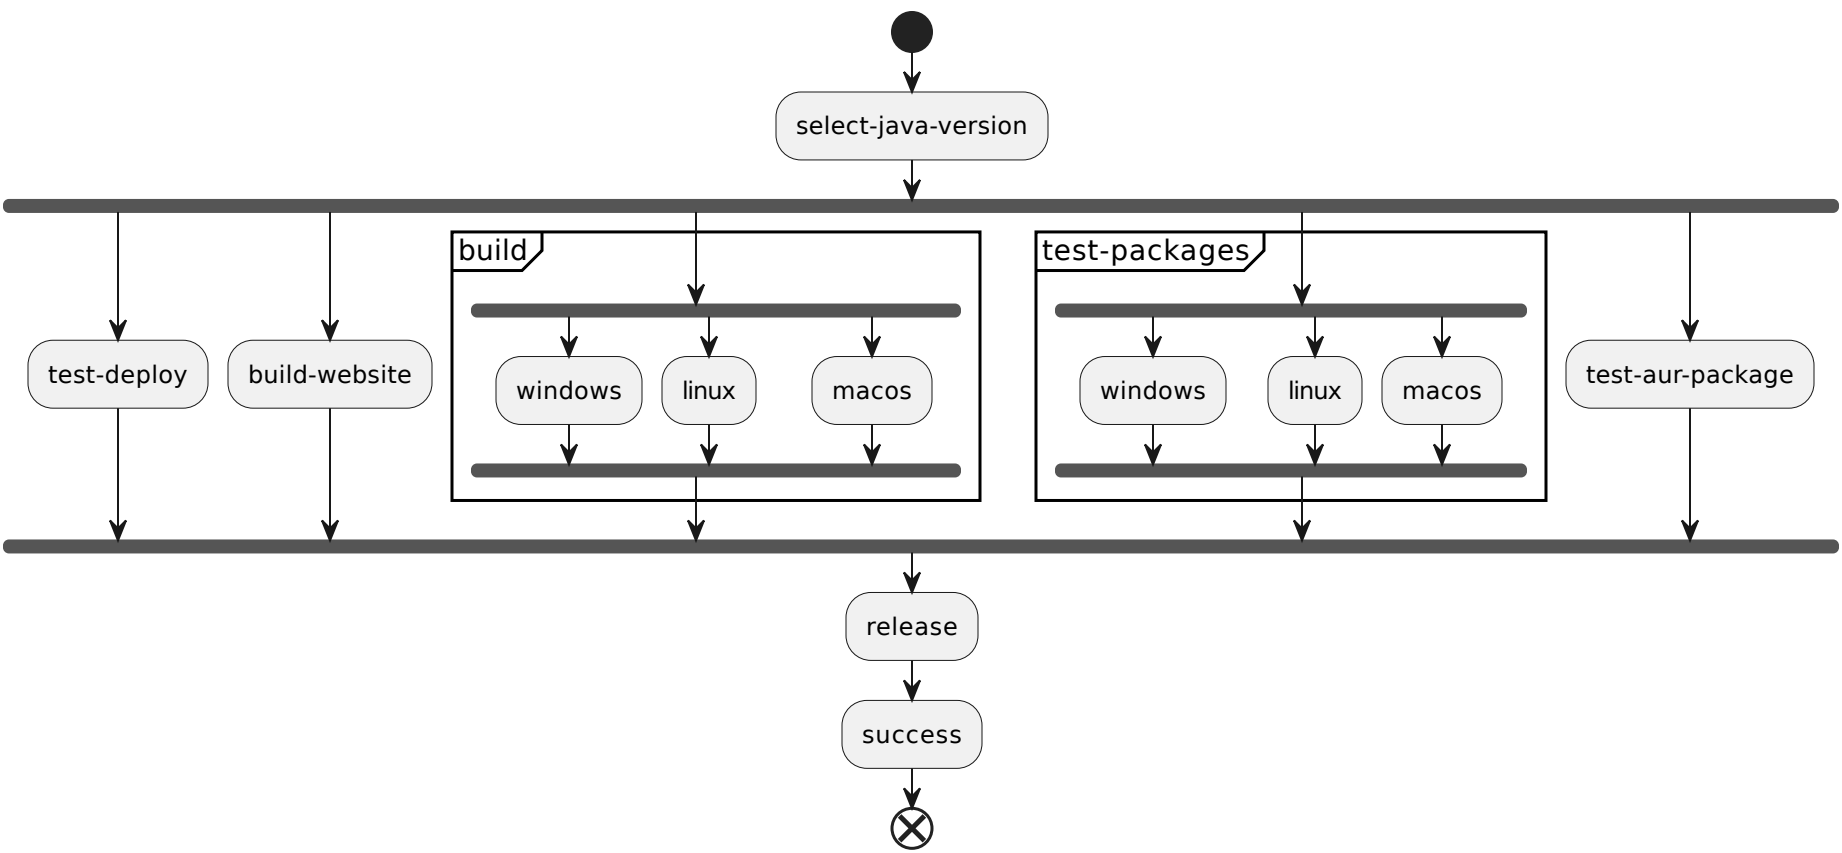 select-java-version
build
test-packages
test-deploy
build-website
windows
linux
macos
windows
linux
macos
test-aur-package
release
success